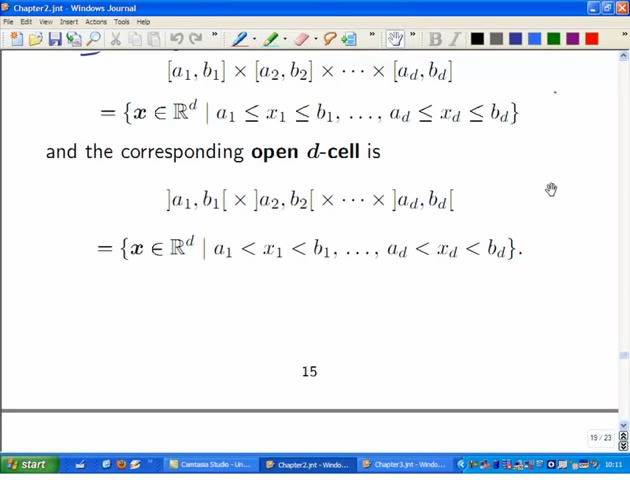 Chapter2.jnt - Windows Journal
File Edit View Insert Actions Tools Help
B I
[a₁, b₁] × [a₂, b₂] × ··· × [a_d, b_d]
= {x ∈ ℝᵈ | a₁ ≤ x₁ ≤ b₁, ..., a_d ≤ x_d ≤ b_d}
and the corresponding open d-cell is
]a₁, b₁[ × ]a₂, b₂[ × ··· × ]a_d, b_d[
= {x ∈ ℝᵈ | a₁ < x₁ < b₁, ..., a_d < x_d < b_d}.
15
19 / 23
start Camtasia Studio - Un... Chapter2.jnt - Windo... Chapter3.jnt - Windo... 10:11